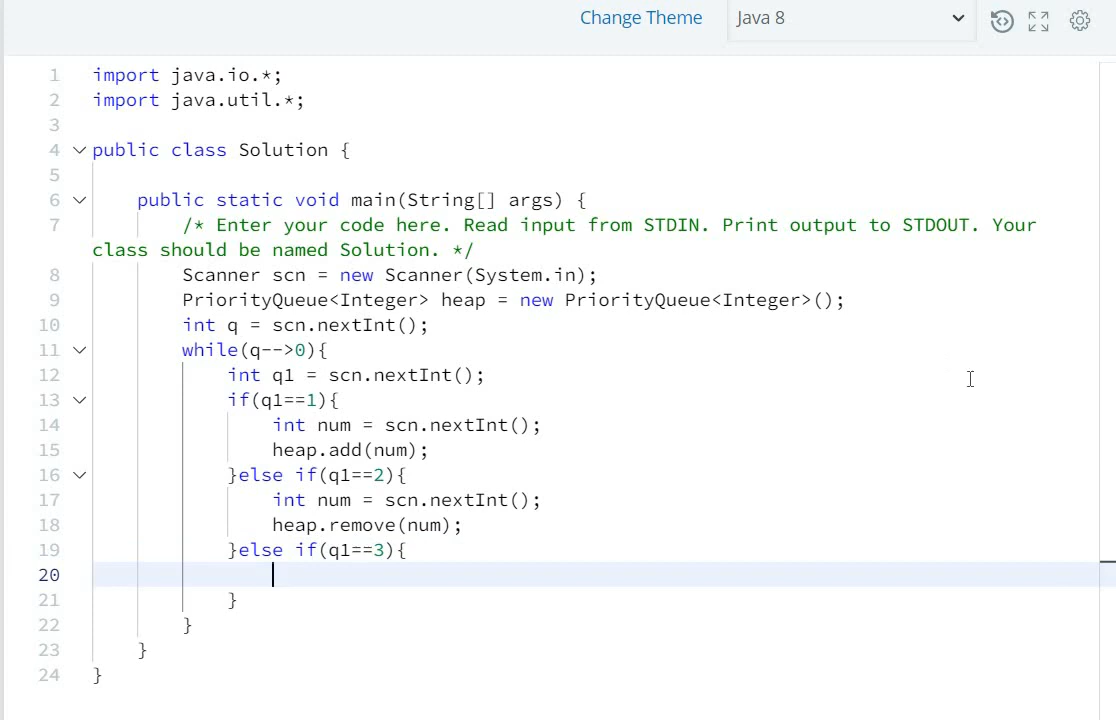 Change Theme Java 8
1 import java.io.*;
2 import java.util.*;
3
4 public class Solution {
5
6 public static void main(String[] args) {
7 /* Enter your code here. Read input from STDIN. Print output to STDOUT. Your
class should be named Solution. */
8 Scanner scn = new Scanner(System.in);
9 PriorityQueue<Integer> heap = new PriorityQueue<Integer>();
10 int q = scn.nextInt();
11 while(q-->0){
12 int q1 = scn.nextInt();
13 if(q1==1){
14 int num = scn.nextInt();
15 heap.add(num);
16 }else if(q1==2){
17 int num = scn.nextInt();
18 heap.remove(num);
19 }else if(q1==3){
20
21 }
22 }
23 }
24 }